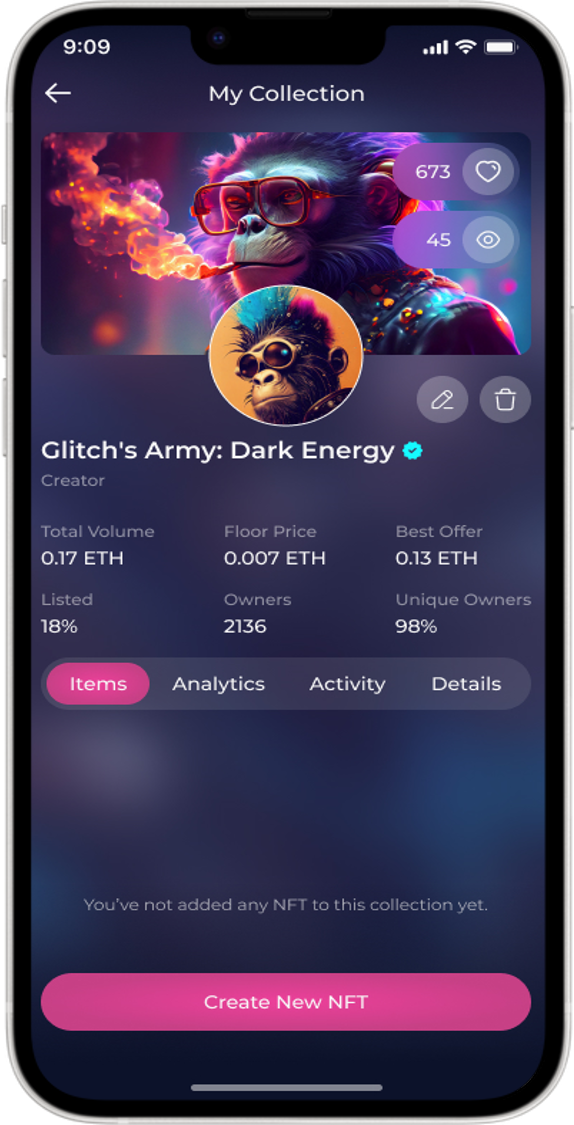 9:09
My Collection
673
45
Glitch's Army: Dark Energy
Creator
Total Volume Floor Price Best Offer
0.17 ETH 0.007 ETH 0.13 ETH
Listed Owners Unique Owners
18% 2136 98%
Items Analytics Activity Details
You've not added any NFT to this collection yet.
Create New NFT